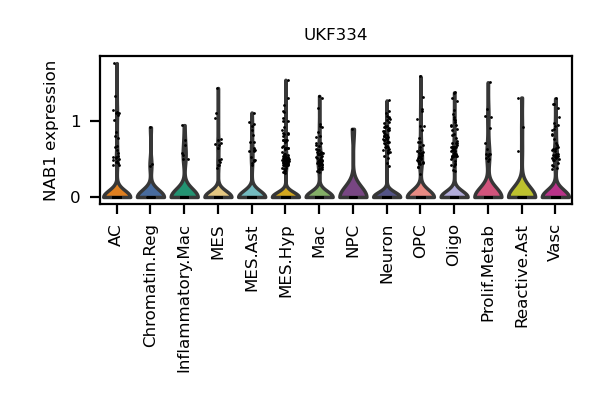 UKF334
NAB1 expression
1
0
AC
Chromatin.Reg
Inflammatory.Mac
MES
MES.Ast
MES.Hyp
Mac
NPC
Neuron
OPC
Oligo
Prolif.Metab
Reactive.Ast
Vasc